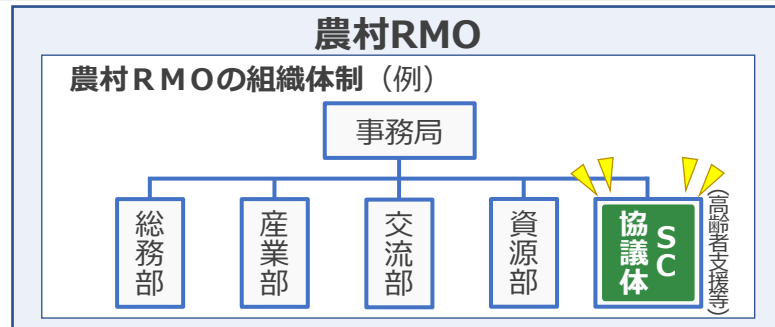 農村RMO
農村ＲＭＯの組織体制（例）
事務局
総務部
産業部
交流部
資源部
ＳＣ
協議体
(高齢者支援等)